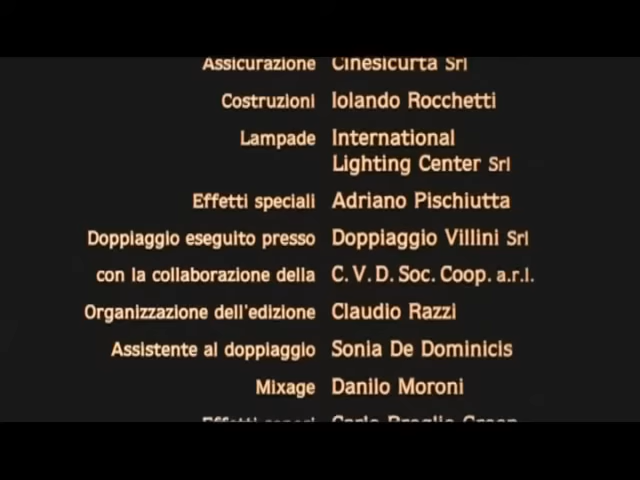 Assicurazione Cinesicurtà Srl
Costruzioni Iolando Rocchetti
Lampade International
Lighting Center Srl
Effetti speciali Adriano Pischiutta
Doppiaggio eseguito presso Doppiaggio Villini Srl
con la collaborazione della C. V. D. Soc. Coop. a.r.l.
Organizzazione dell'edizione Claudio Razzi
Assistente al doppiaggio Sonia De Dominicis
Mixage Danilo Moroni
Effetti